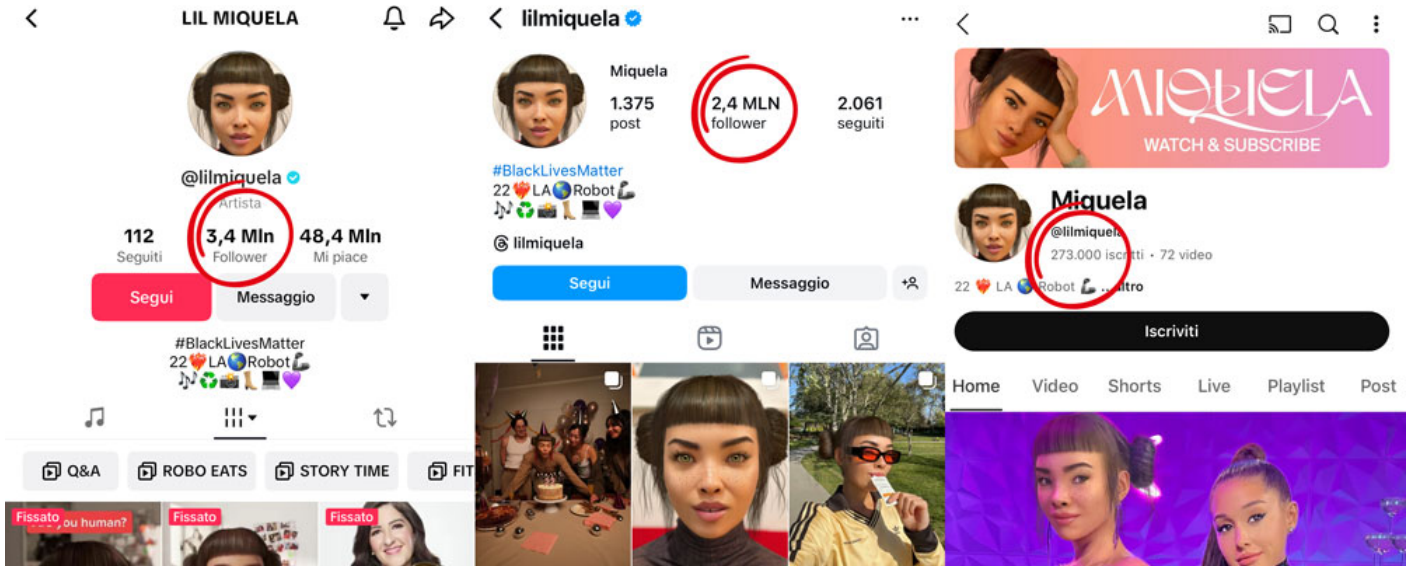 LIL MIQUELA
@lilmiquela
Artista
112
Seguiti
3,4 Mln
Follower
48,4 Mln
Mi piace
Segui
Messaggio
#BlackLivesMatter
22❤️‍🔥LA🌎Robot🦾
🎶♻️📸👢💻💜
Q&A
ROBO EATS
STORY TIME
FIT
Fissato
you human?
Fissato
Fissato
lilmiquela
Miquela
1.375
post
2,4 MLN
follower
2.061
seguiti
#BlackLivesMatter
22❤️‍🔥LA🌎Robot🦾
🎶♻️📸👢💻💜
lilmiquela
Segui
Messaggio
MIQUELA
WATCH & SUBSCRIBE
Miquela
@lilmiquela
273.000 iscritti • 72 video
22 ❤️‍🔥 LA 🌎 Robot 🦾 ...altro
Iscriviti
Home Video Shorts Live Playlist Post